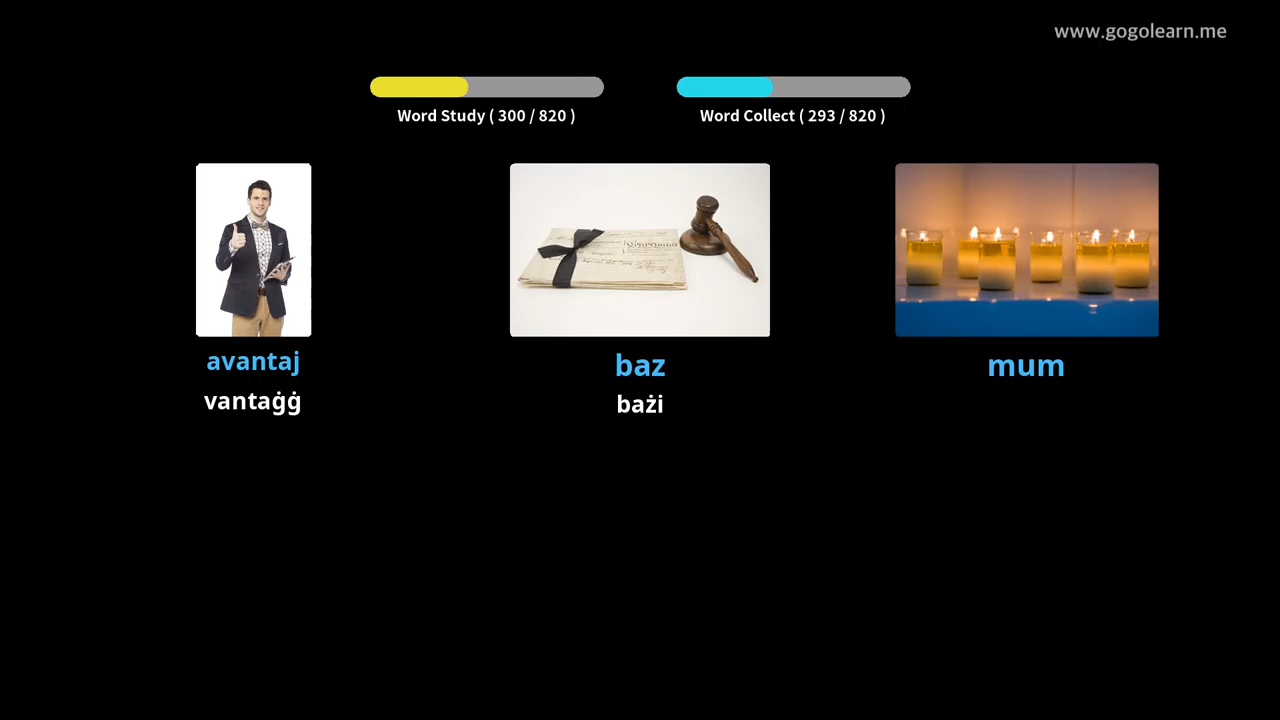 www.gogolearn.me
Word Study ( 300 / 820 )
Word Collect ( 293 / 820 )
avantaj
baz
mum
vantaġġ
bażi